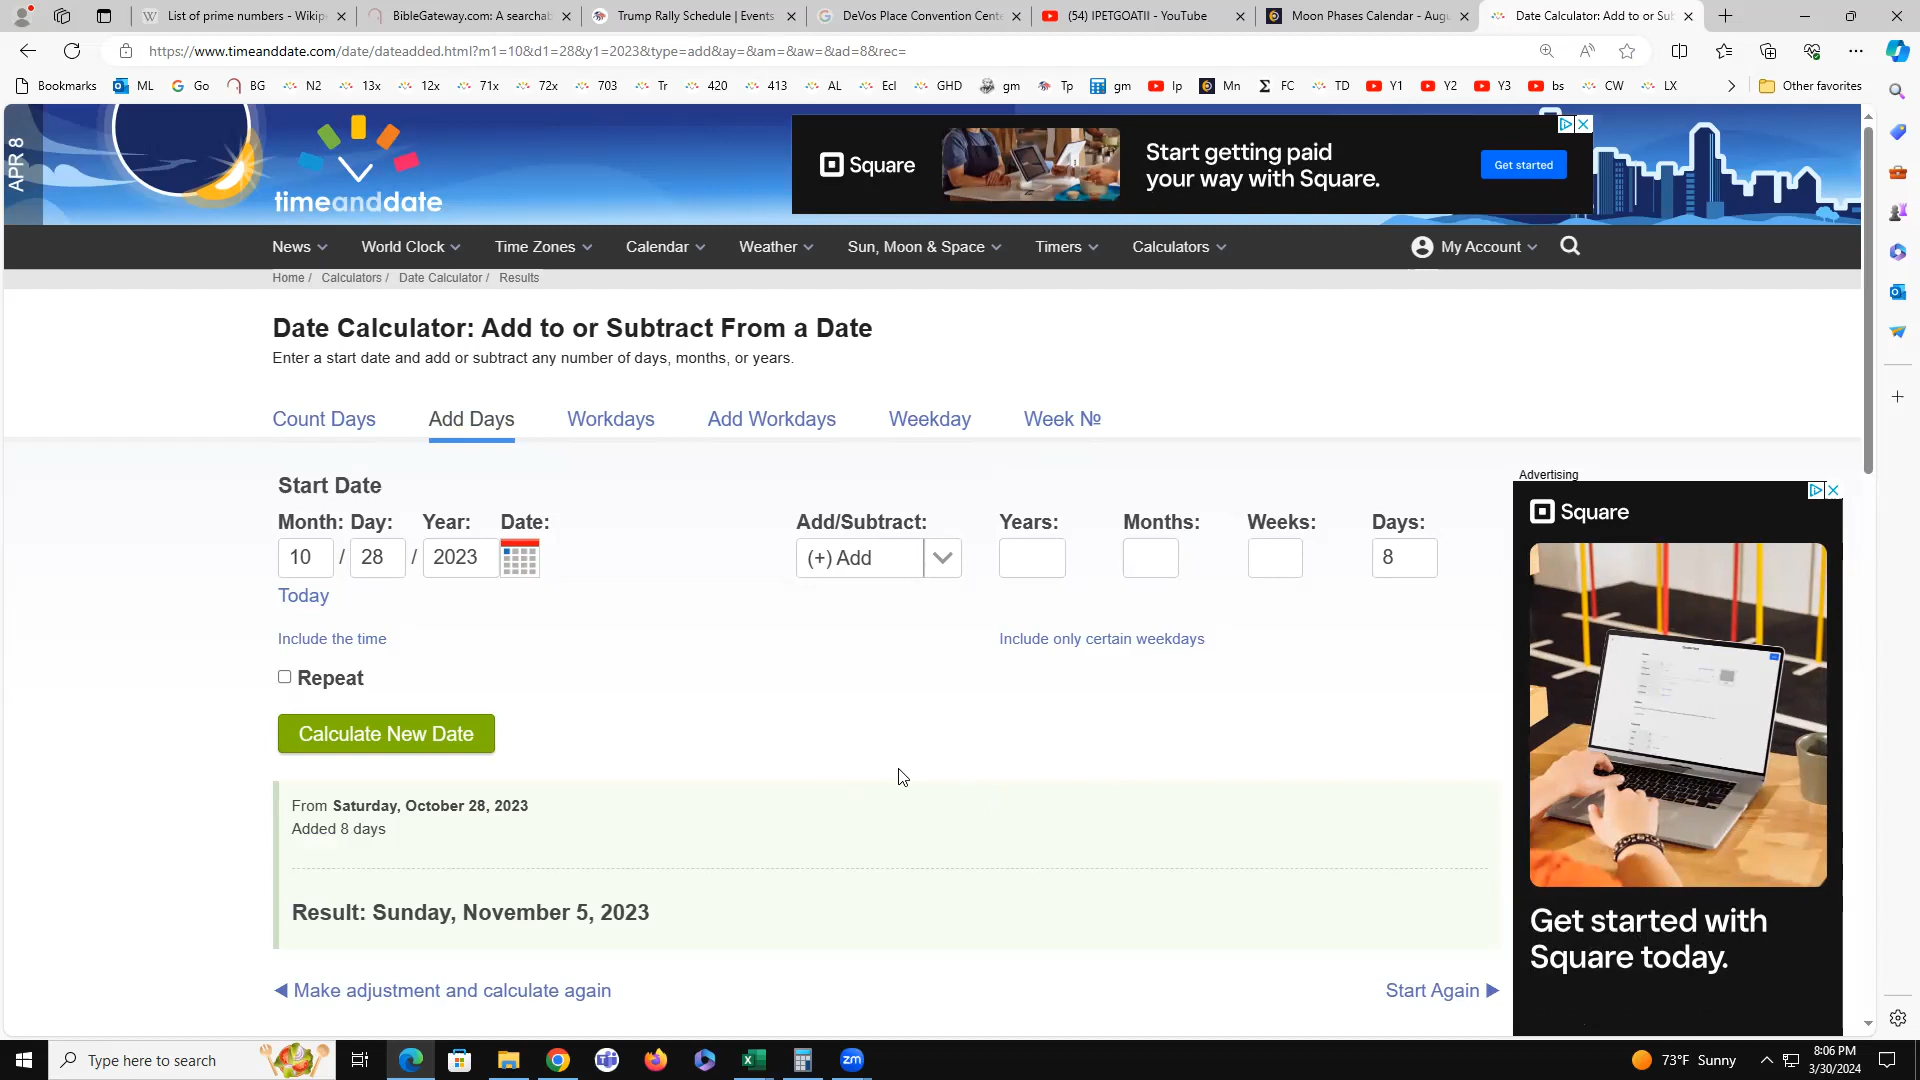 List of prime numbers - Wikip
BibleGateway.com: A searchab
Trump Rally Schedule | Events
DeVos Place Convention Cente
(54) IPETGOATII - YouTube
Moon Phases Calendar - Augu
Date Calculator: Add to or Sub
https://www.timeanddate.com/date/dateadded.html?m1=10&d1=28&y1=2023&type=add&ay=&am=&aw=&ad=8&rec=
Bookmarks ML Go BG N2 13x 12x 71x 72x 703 Tr 420 413 AL Ecl GHD gm Tp gm Ip Mn FC TD Y1 Y2 Y3 bs CW LX Other favorites
APR 8
timeanddate
Square
Start getting paid
your way with Square.
Get started
News World Clock Time Zones Calendar Weather Sun, Moon & Space Timers Calculators My Account
Home / Calculators / Date Calculator / Results
Date Calculator: Add to or Subtract From a Date
Enter a start date and add or subtract any number of days, months, or years.
Count Days Add Days Workdays Add Workdays Weekday Week №
Start Date
Month: Day: Year: Date: Add/Subtract: Years: Months: Weeks: Days:
10 / 28 / 2023 (+) Add 8
Today
Include the time Include only certain weekdays
Repeat
Calculate New Date
From Saturday, October 28, 2023
Added 8 days
Result: Sunday, November 5, 2023
Make adjustment and calculate again Start Again
Advertising
Square
Get started with
Square today.
Type here to search
zm
73°F Sunny
8:06 PM
3/30/2024